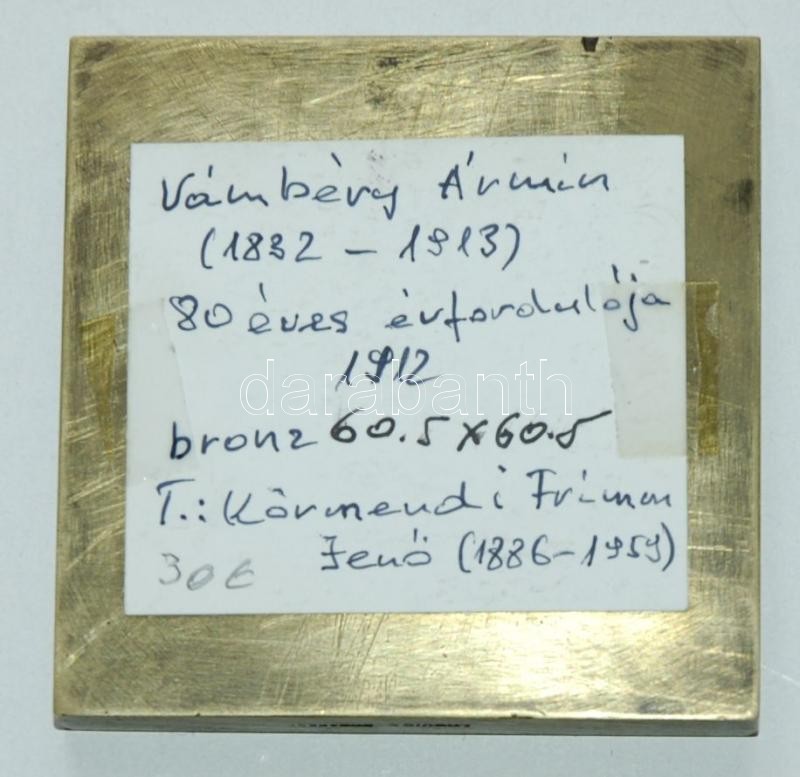 Vámbéry Ármin
(1832 - 1913)
80 éves évfordulója
1912
darabanth
bronz 60.5 x 60.5
T.: Körmendi Frimm
Jenő (1886-1959)
30 €